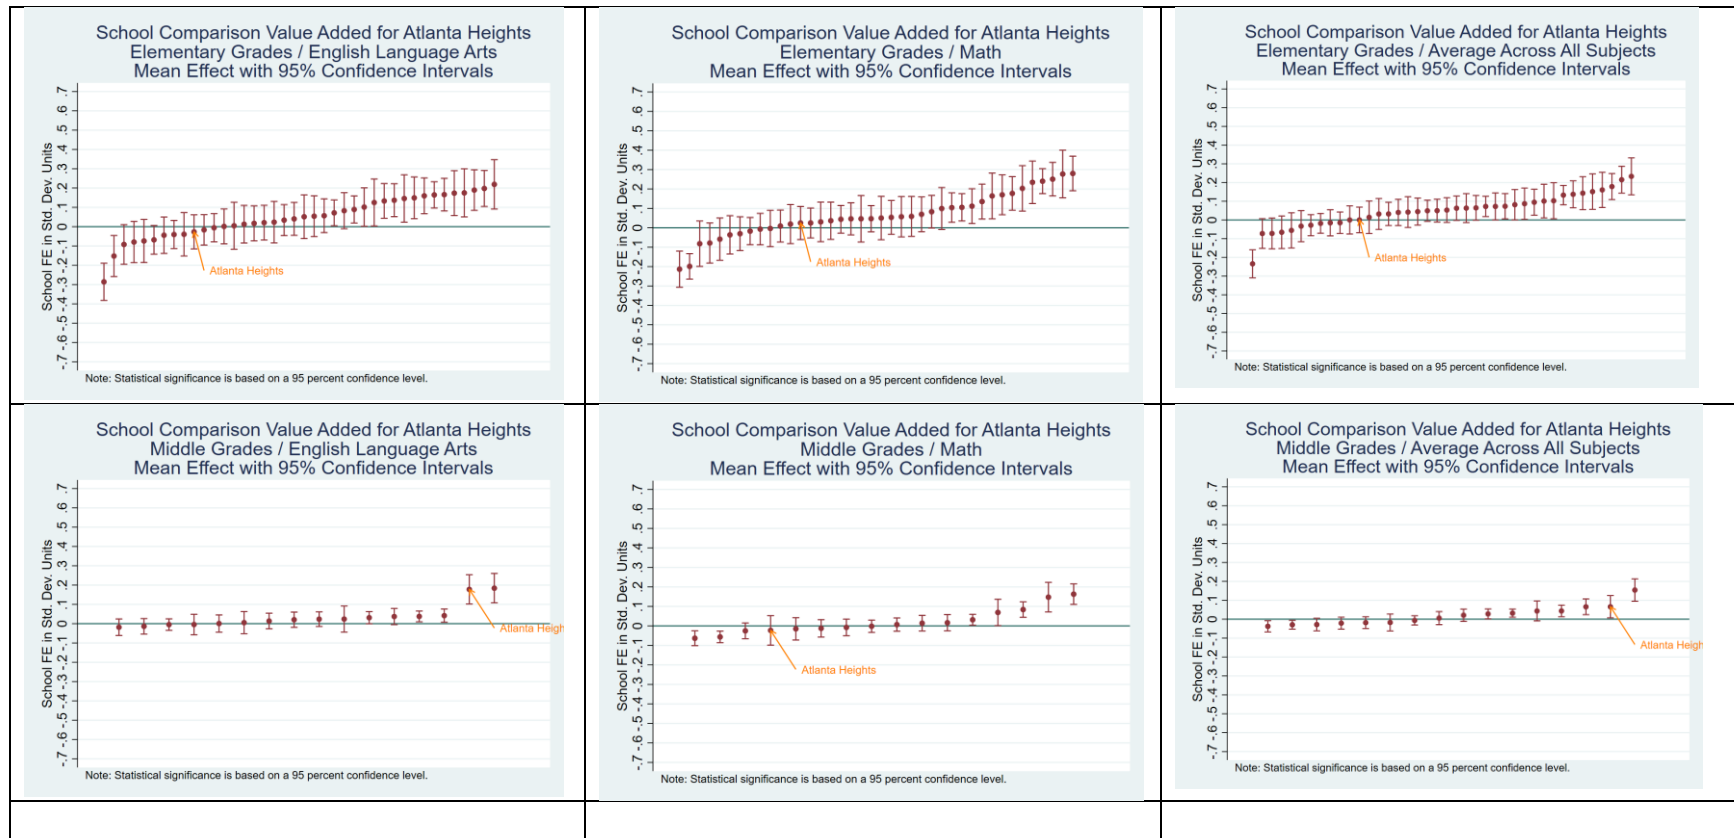 School Comparison Value Added for Atlanta Heights
Elementary Grades / English Language Arts
Mean Effect with 95% Confidence Intervals
School FE in Std. Dev. Units
-.7 -.6 -.5 -.4 -.3 -.2 -.1 0 .1 .2 .3 .4 .5 .6 .7
Atlanta Heights
Note: Statistical significance is based on a 95 percent confidence level.
School Comparison Value Added for Atlanta Heights
Elementary Grades / Math
Mean Effect with 95% Confidence Intervals
School FE in Std. Dev. Units
-.7 -.6 -.5 -.4 -.3 -.2 -.1 0 .1 .2 .3 .4 .5 .6 .7
Atlanta Heights
Note: Statistical significance is based on a 95 percent confidence level.
School Comparison Value Added for Atlanta Heights
Elementary Grades / Average Across All Subjects
Mean Effect with 95% Confidence Intervals
School FE in Std. Dev. Units
-.7 -.6 -.5 -.4 -.3 -.2 -.1 0 .1 .2 .3 .4 .5 .6 .7
Atlanta Heights
Note: Statistical significance is based on a 95 percent confidence level.
School Comparison Value Added for Atlanta Heights
Middle Grades / English Language Arts
Mean Effect with 95% Confidence Intervals
School FE in Std. Dev. Units
-.7 -.6 -.5 -.4 -.3 -.2 -.1 0 .1 .2 .3 .4 .5 .6 .7
Atlanta Heigh
Note: Statistical significance is based on a 95 percent confidence level.
School Comparison Value Added for Atlanta Heights
Middle Grades / Math
Mean Effect with 95% Confidence Intervals
School FE in Std. Dev. Units
-.7 -.6 -.5 -.4 -.3 -.2 -.1 0 .1 .2 .3 .4 .5 .6 .7
Atlanta Heights
Note: Statistical significance is based on a 95 percent confidence level.
School Comparison Value Added for Atlanta Heights
Middle Grades / Average Across All Subjects
Mean Effect with 95% Confidence Intervals
School FE in Std. Dev. Units
-.7 -.6 -.5 -.4 -.3 -.2 -.1 0 .1 .2 .3 .4 .5 .6 .7
Atlanta Heigh
Note: Statistical significance is based on a 95 percent confidence level.